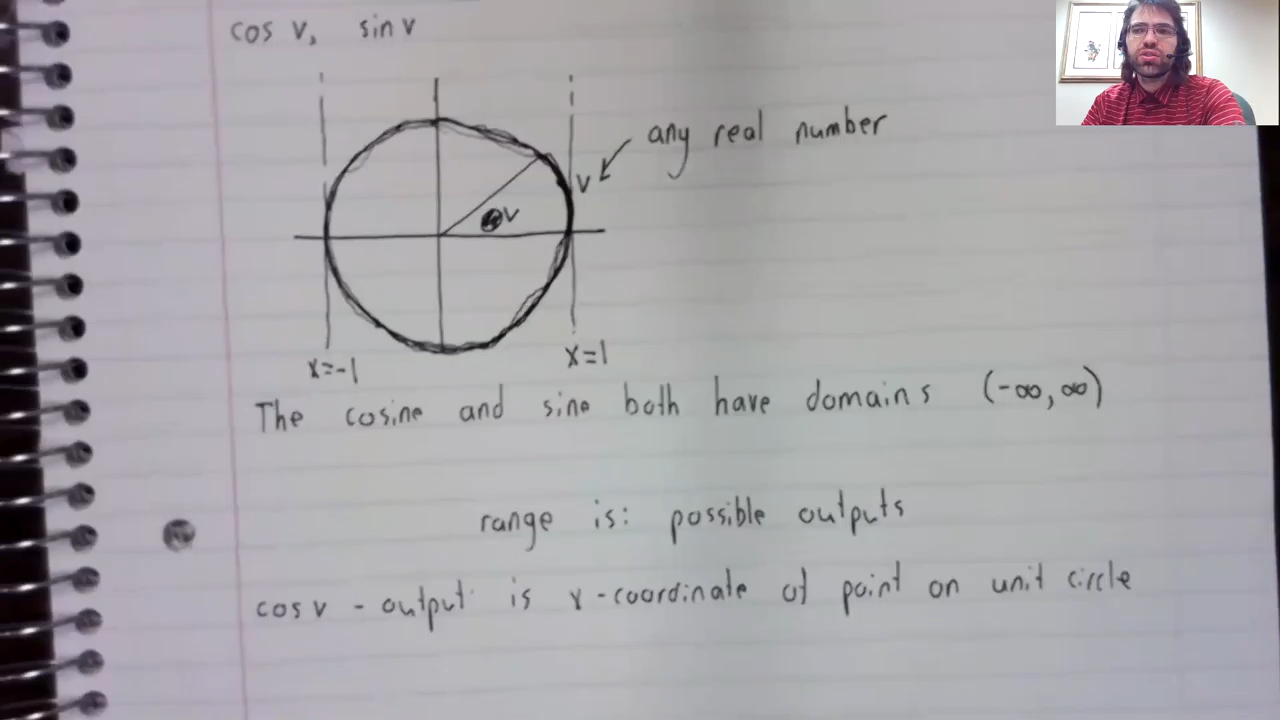 cos v, sin v
any real number
v
v
x=-1
x=1
The cosine and sine both have domains (-∞,∞)
range is: possible outputs
cos v - output is x-coordinate of point on unit circle